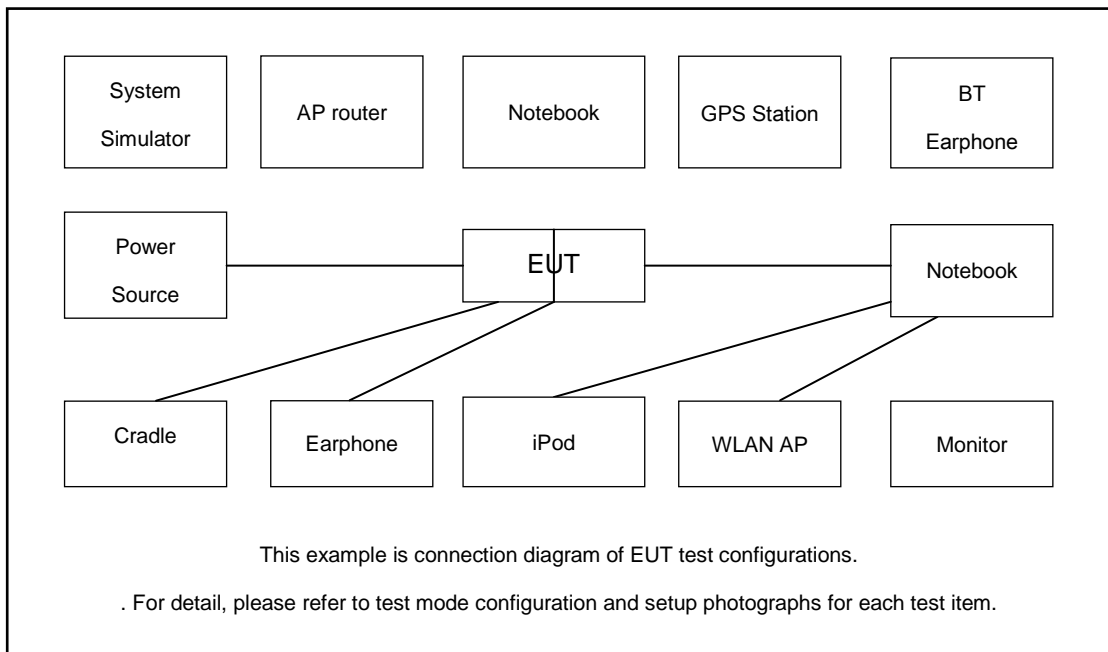 System
Simulator
AP router
Notebook
GPS Station
BT
Earphone
Power
Source
EUT
Notebook
Cradle
Earphone
iPod
WLAN AP
Monitor
This example is connection diagram of EUT test configurations.
. For detail, please refer to test mode configuration and setup photographs for each test item.